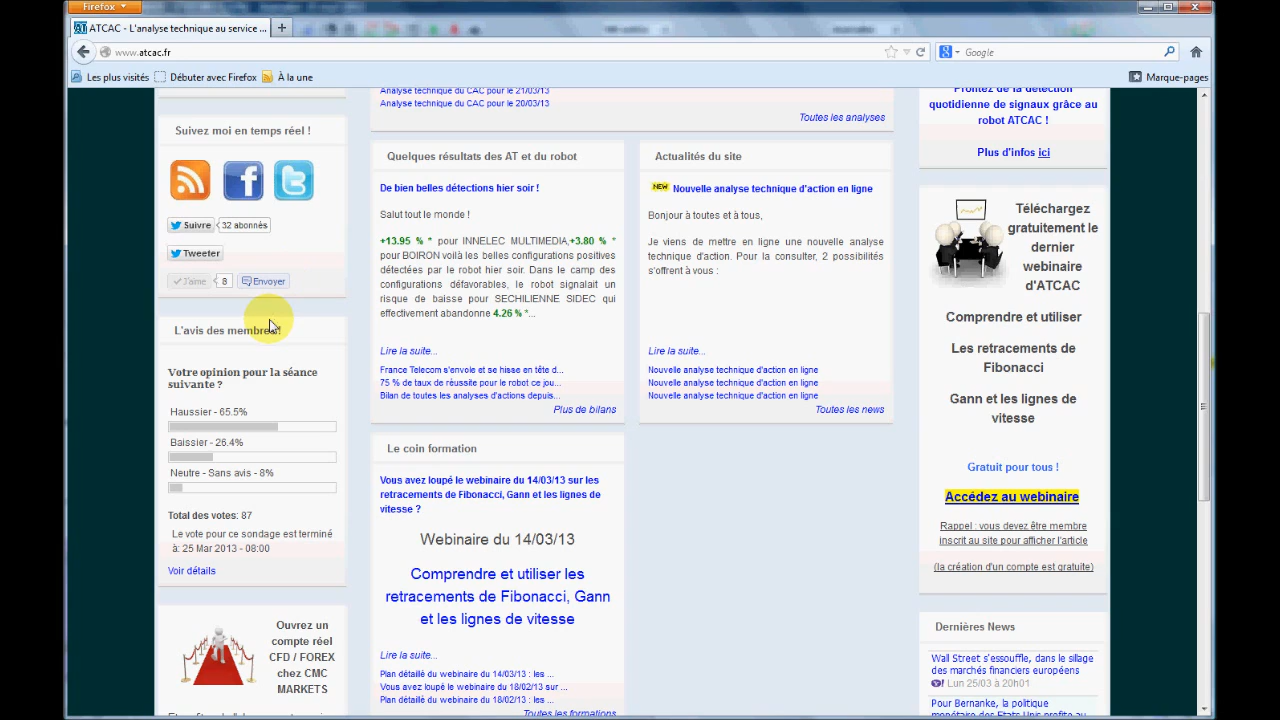 Firefox
ATCAC - L'analyse technique au service ...
www.atcac.fr
Google
Les plus visités
Débuter avec Firefox
À la une
Marque-pages
Suivez moi en temps réel !
Suivre
32 abonnés
Tweeter
J'aime
8
Envoyer
L'avis des membres!
Votre opinion pour la séance
suivante ?
Haussier - 65.5%
Baissier - 26.4%
Neutre - Sans avis - 8%
Total des votes: 87
Le vote pour ce sondage est terminé
à: 25 Mar 2013 - 08:00
Voir détails
Ouvrez un
compte réel
CFD / FOREX
chez CMC
MARKETS
Analyse technique du CAC pour le 21/03/13
Analyse technique du CAC pour le 20/03/13
Toutes les analyses
Quelques résultats des AT et du robot
De bien belles détections hier soir !
Salut tout le monde !
+13.95 % * pour INNELEC MULTIMEDIA,+3.80 % *
pour BOIRON voilà les belles configurations positives
détectées par le robot hier soir. Dans le camp des
configurations défavorables, le robot signalait un
risque de baisse pour SECHILIENNE SIDEC qui
effectivement abandonne 4.26 % *...
Lire la suite...
France Telecom s'envole et se hisse en tête d...
75 % de taux de réussite pour le robot ce jou...
Bilan de toutes les analyses d'actions depuis...
Plus de bilans
Actualités du site
NEW Nouvelle analyse technique d'action en ligne
Bonjour à toutes et à tous,
Je viens de mettre en ligne une nouvelle analyse
technique d'action. Pour la consulter, 2 possibilités
s'offrent à vous :
Lire la suite...
Nouvelle analyse technique d'action en ligne
Nouvelle analyse technique d'action en ligne
Nouvelle analyse technique d'action en ligne
Toutes les news
Le coin formation
Vous avez loupé le webinaire du 14/03/13 sur les
retracements de Fibonacci, Gann et les lignes de
vitesse ?
Webinaire du 14/03/13
Comprendre et utiliser les
retracements de Fibonacci, Gann
et les lignes de vitesse
Lire la suite...
Plan détaillé du webinaire du 14/03/13 : les ...
Vous avez loupé le webinaire du 18/02/13 sur ...
Plan détaillé du webinaire du 18/02/13 : les ...
Toutes les formations
Profitez de la détection
quotidienne de signaux grâce au
robot ATCAC !
Plus d'infos ici
Téléchargez
gratuitement le
dernier
webinaire
d'ATCAC
Comprendre et utiliser
Les retracements de
Fibonacci
Gann et les lignes de
vitesse
Gratuit pour tous !
Accédez au webinaire
Rappel : vous devez être membre
inscrit au site pour afficher l'article
(la création d'un compte est gratuite)
Dernières News
Wall Street s'essouffle, dans le sillage
des marchés financiers européens
Lun 25/03 à 20h01
Pour Bernanke, la politique
monétaire des Etats Unis profite au